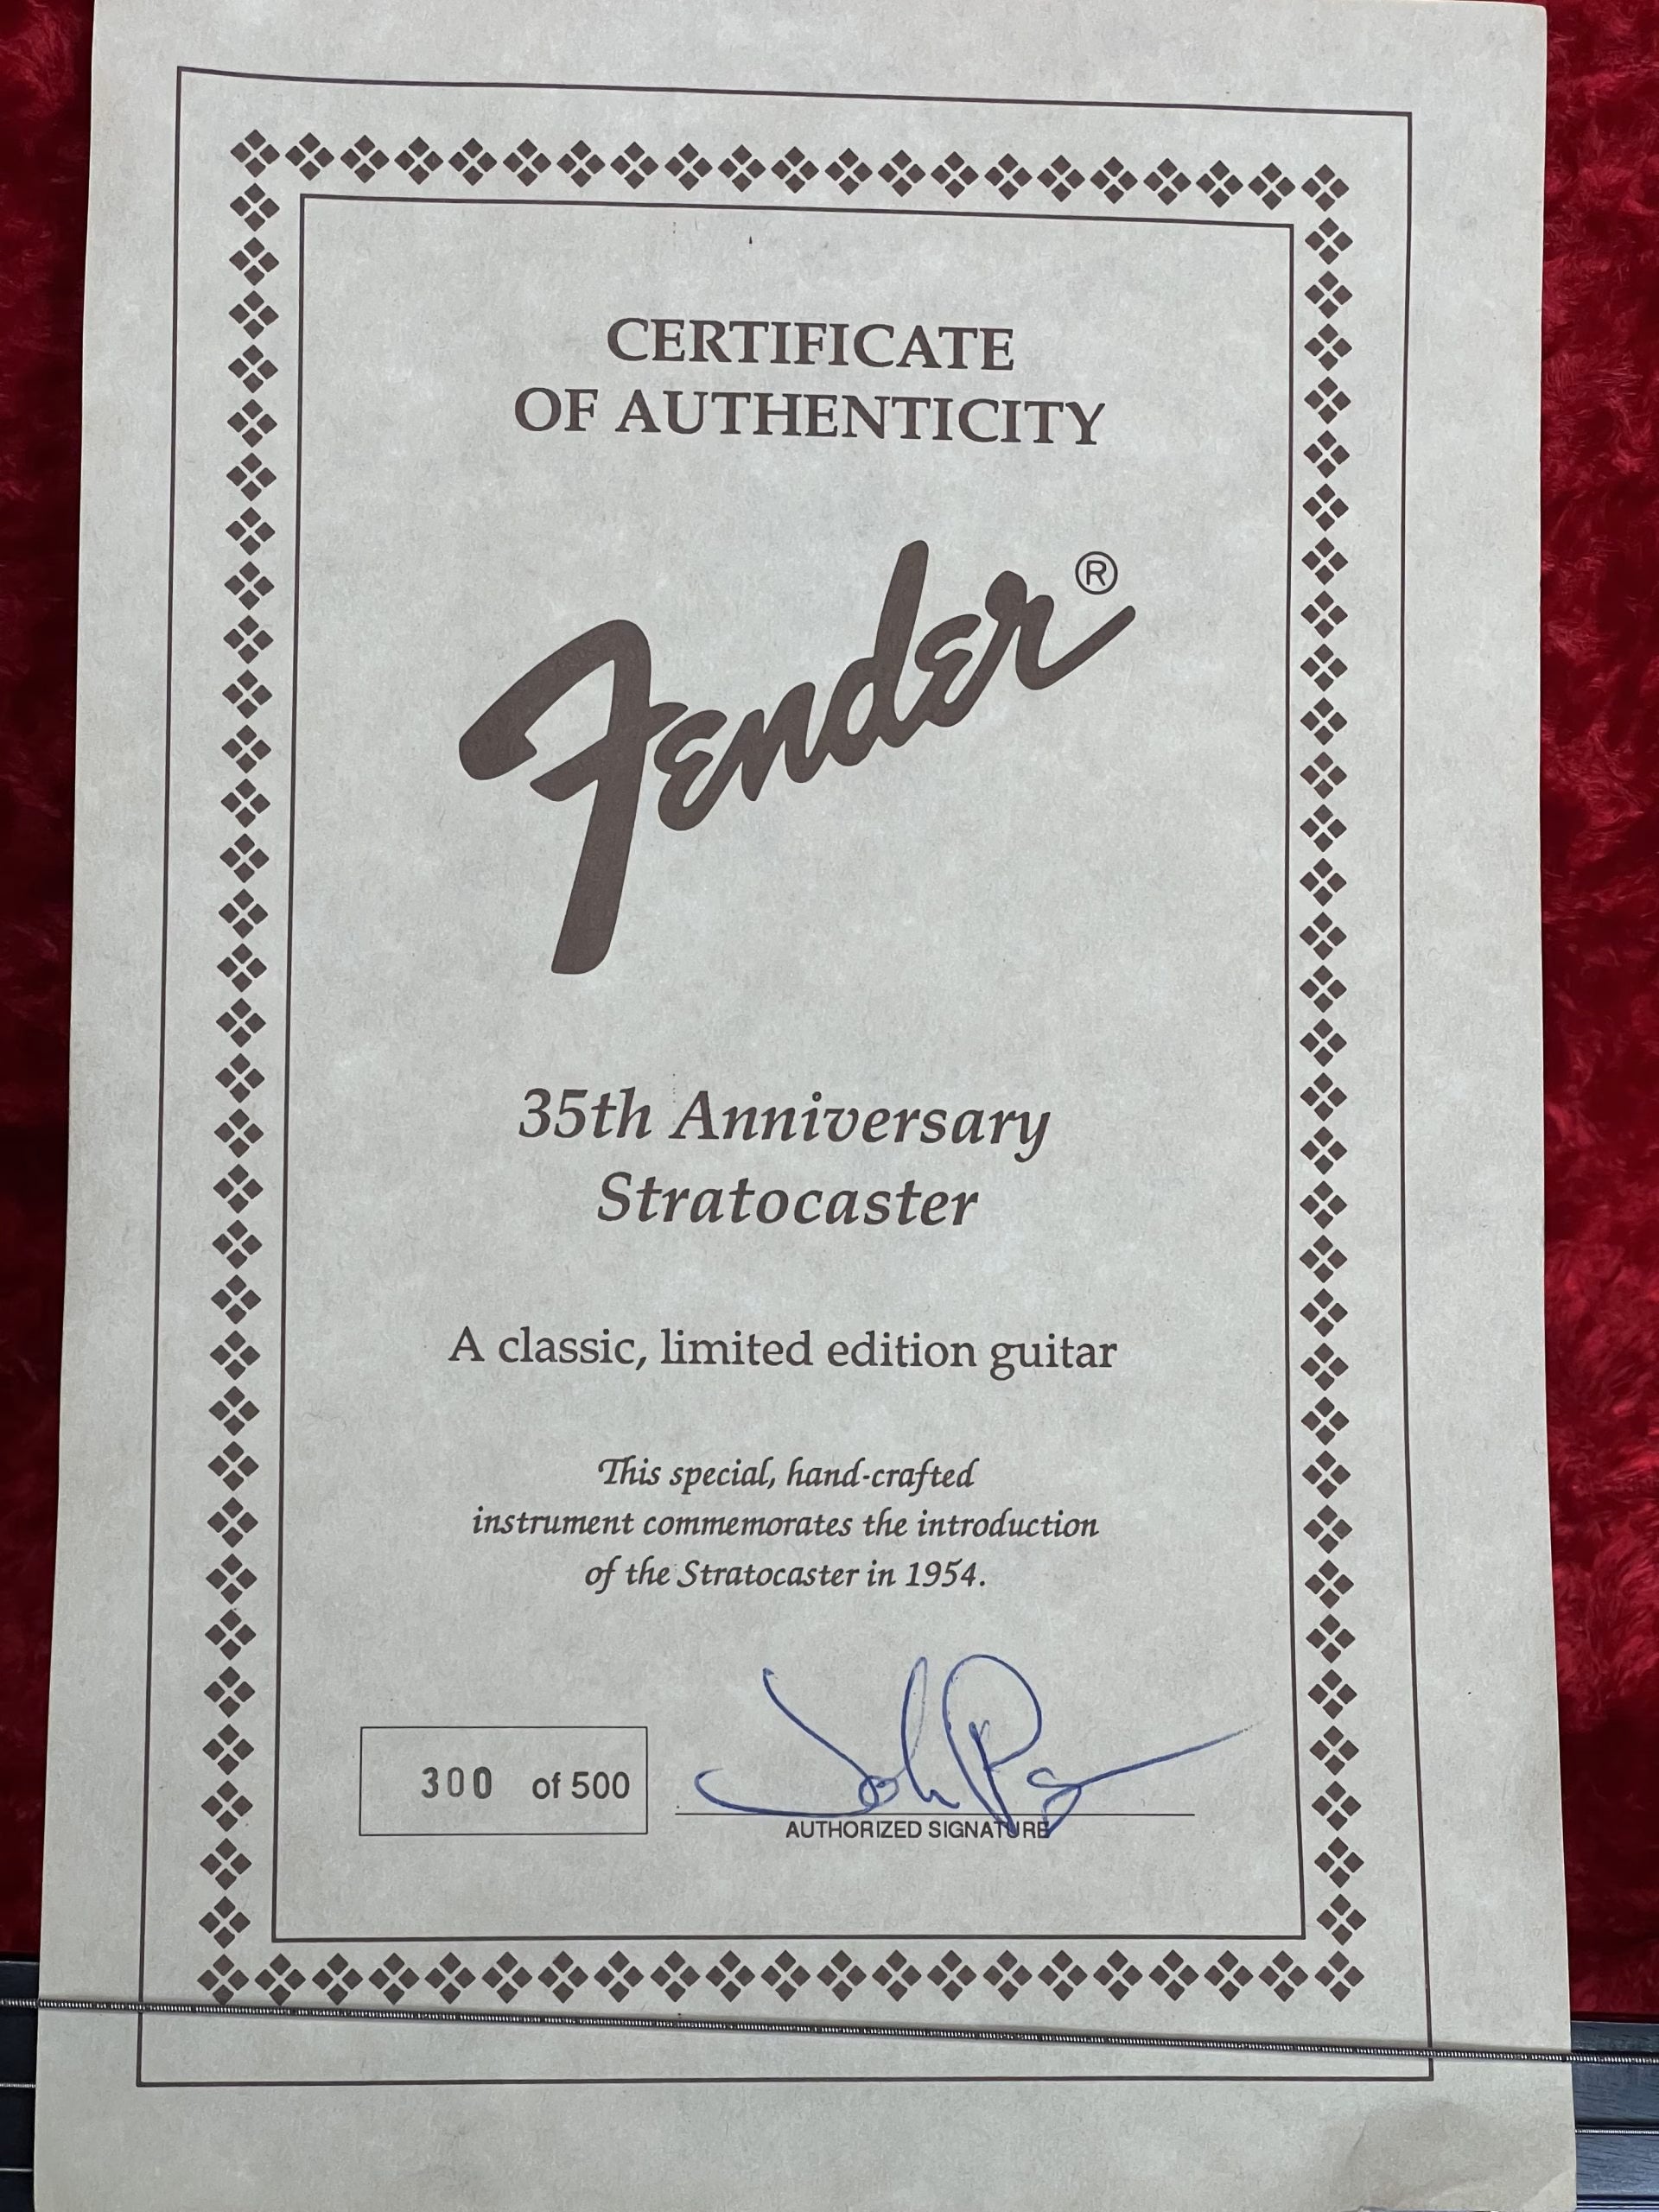 CERTIFICATE
OF AUTHENTICITY
Fender®
35th Anniversary
Stratocaster
A classic, limited edition guitar
This special, hand-crafted
instrument commemorates the introduction
of the Stratocaster in 1954.
300 of 500
AUTHORIZED SIGNATURE